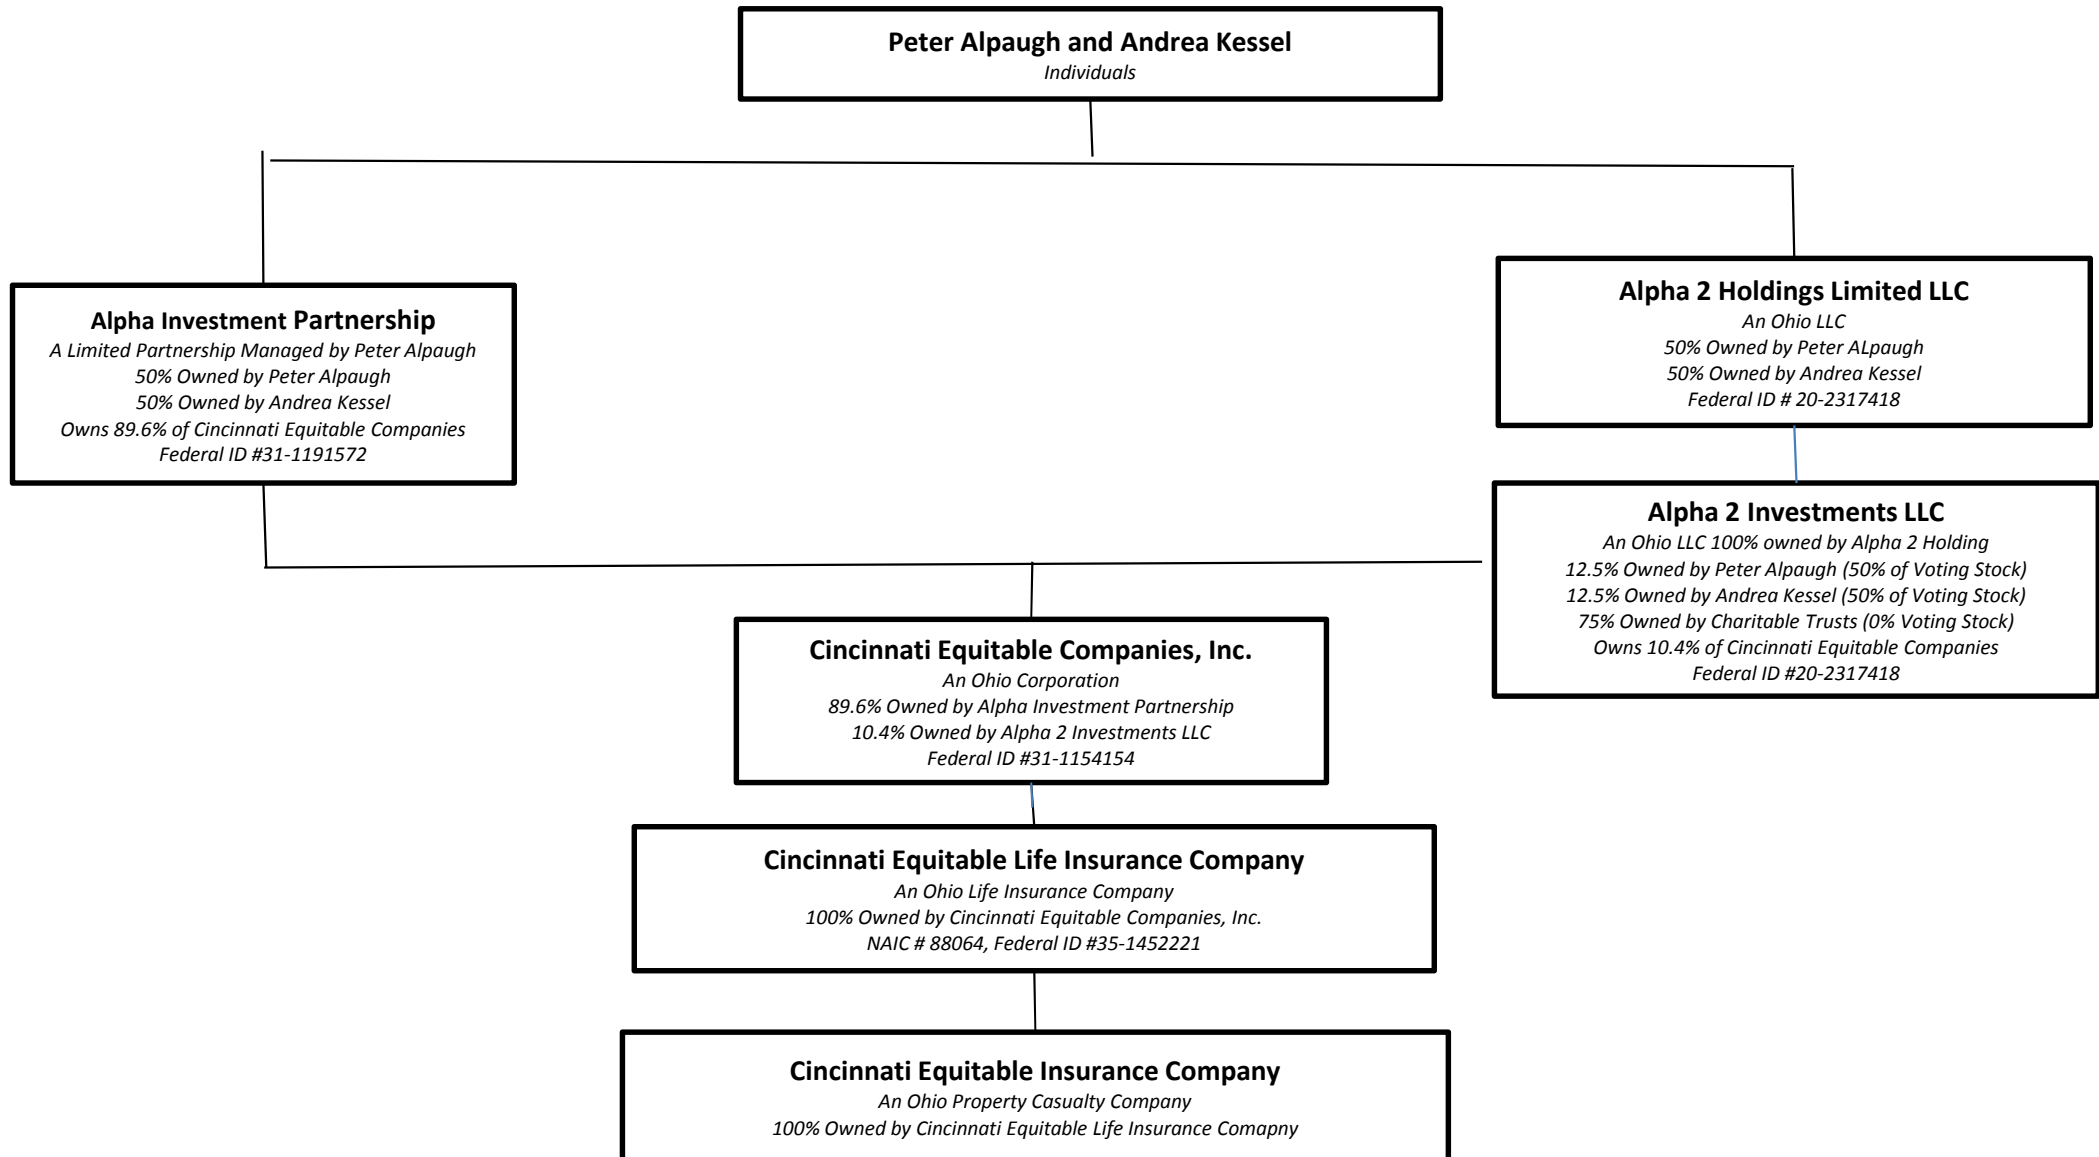 Peter Alpaugh and Andrea Kessel
Individuals
Alpha Investment Partnership
A Limited Partnership Managed by Peter Alpaugh
50% Owned by Peter Alpaugh
50% Owned by Andrea Kessel
Owns 89.6% of Cincinnati Equitable Companies
Federal ID #31-1191572
Alpha 2 Holdings Limited LLC
An Ohio LLC
50% Owned by Peter ALpaugh
50% Owned by Andrea Kessel
Federal ID # 20-2317418
Alpha 2 Investments LLC
An Ohio LLC 100% owned by Alpha 2 Holding
12.5% Owned by Peter Alpaugh (50% of Voting Stock)
12.5% Owned by Andrea Kessel (50% of Voting Stock)
75% Owned by Charitable Trusts (0% Voting Stock)
Owns 10.4% of Cincinnati Equitable Companies
Federal ID #20-2317418
Cincinnati Equitable Companies, Inc.
An Ohio Corporation
89.6% Owned by Alpha Investment Partnership
10.4% Owned by Alpha 2 Investments LLC
Federal ID #31-1154154
Cincinnati Equitable Life Insurance Company
An Ohio Life Insurance Company
100% Owned by Cincinnati Equitable Companies, Inc.
NAIC # 88064, Federal ID #35-1452221
Cincinnati Equitable Insurance Company
An Ohio Property Casualty Company
100% Owned by Cincinnati Equitable Life Insurance Comapny